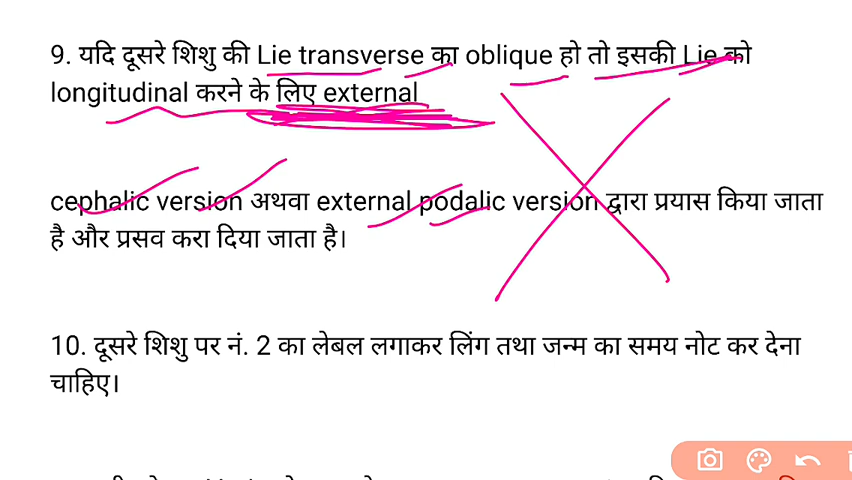 9. यदि दूसरे शिशु की Lie transverse का oblique हो तो इसकी Lie को
longitudinal करने के लिए external
cephalic version अथवा external podalic version द्वारा प्रयास किया जाता
है और प्रसव करा दिया जाता है।
10. दूसरे शिशु पर नं. 2 का लेबल लगाकर लिंग तथा जन्म का समय नोट कर देना
चाहिए।